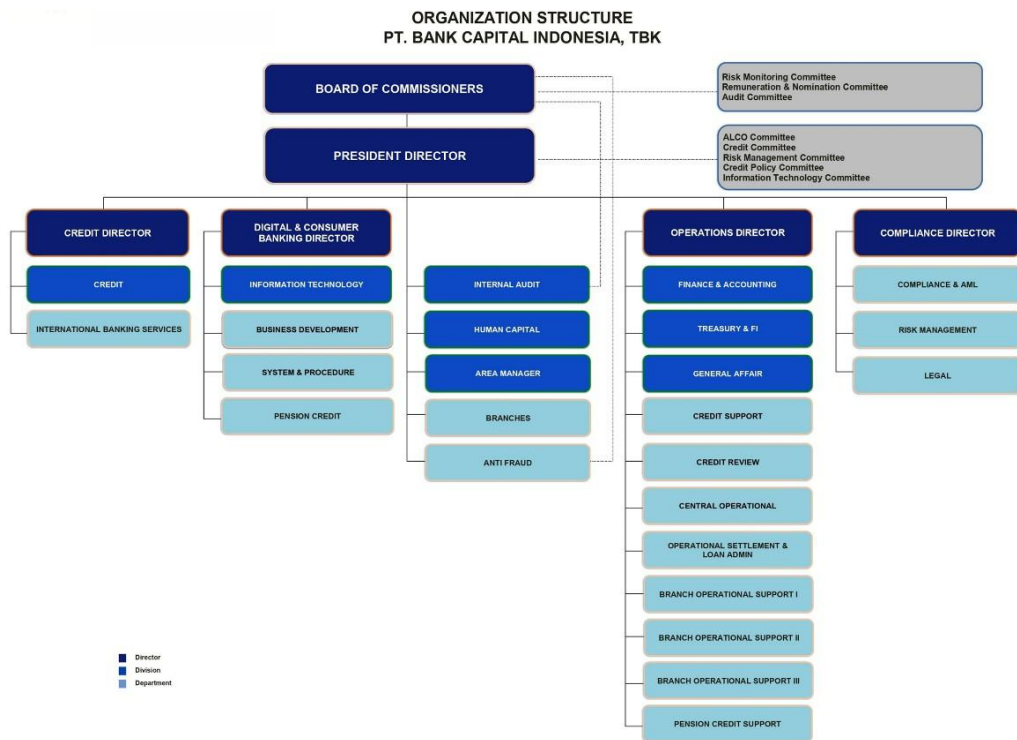 ORGANIZATION STRUCTURE
PT. BANK CAPITAL INDONESIA, TBK
BOARD OF COMMISSIONERS
Risk Monitoring Committee
Remuneration & Nomination Committee
Audit Committee
PRESIDENT DIRECTOR
ALCO Committee
Credit Committee
Risk Management Committee
Credit Policy Committee
Information Technology Committee
CREDIT DIRECTOR
CREDIT
INTERNATIONAL BANKING SERVICES
DIGITAL & CONSUMER
BANKING DIRECTOR
INFORMATION TECHNOLOGY
BUSINESS DEVELOPMENT
SYSTEM & PROCEDURE
PENSION CREDIT
INTERNAL AUDIT
HUMAN CAPITAL
AREA MANAGER
BRANCHES
ANTI FRAUD
OPERATIONS DIRECTOR
FINANCE & ACCOUNTING
TREASURY & FI
GENERAL AFFAIR
CREDIT SUPPORT
CREDIT REVIEW
CENTRAL OPERATIONAL
OPERATIONAL SETTLEMENT &
LOAN ADMIN
BRANCH OPERATIONAL SUPPORT I
BRANCH OPERATIONAL SUPPORT II
BRANCH OPERATIONAL SUPPORT III
PENSION CREDIT SUPPORT
COMPLIANCE DIRECTOR
COMPLIANCE & AML
RISK MANAGEMENT
LEGAL
Director
Division
Department